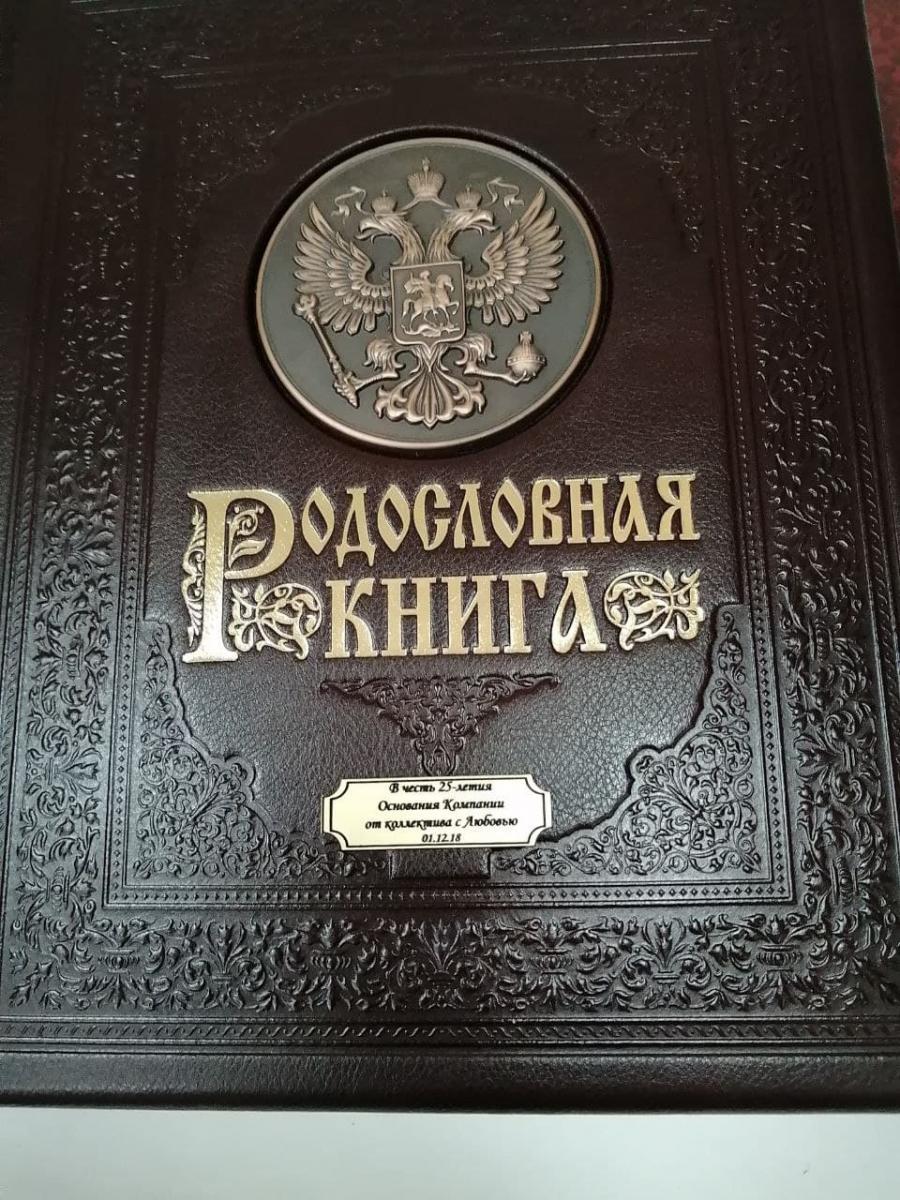 Родословная
книга
В честь 25-летия
Основания Компании
от коллектива с Любовью
01.12.18